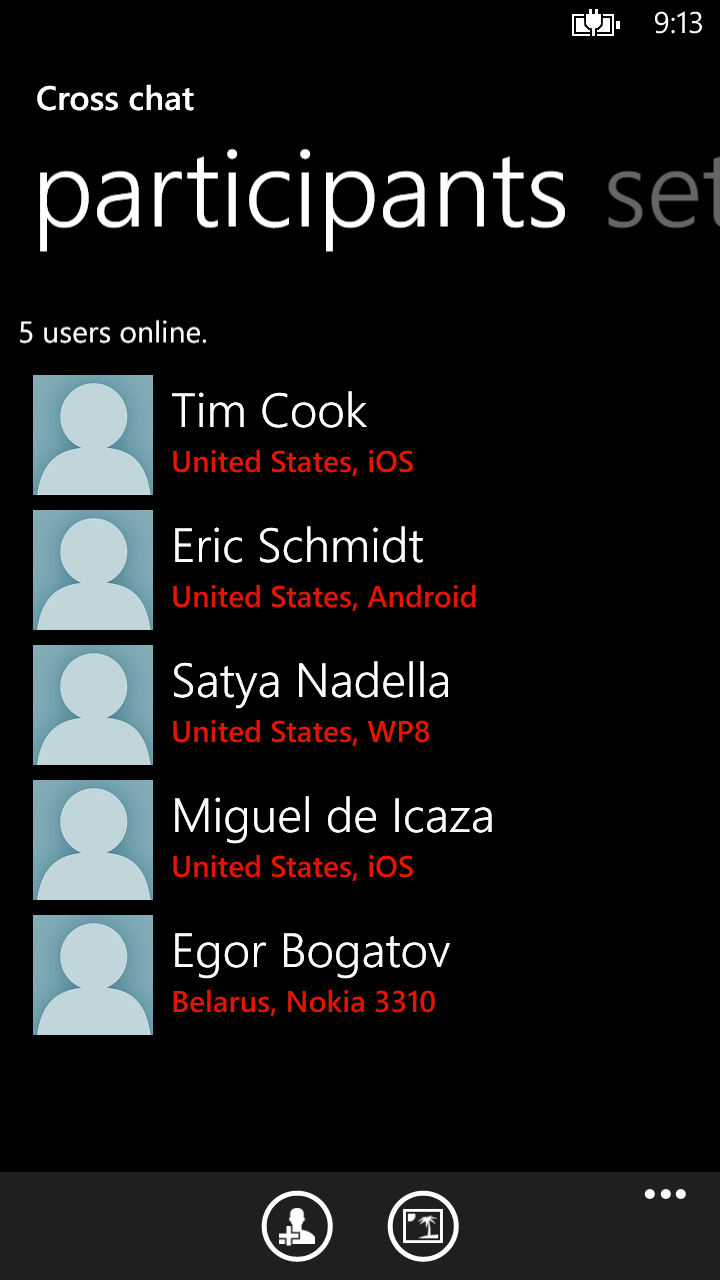 9:13
Cross chat
participants set
5 users online.
Tim Cook
United States, iOS
Eric Schmidt
United States, Android
Satya Nadella
United States, WP8
Miguel de Icaza
United States, iOS
Egor Bogatov
Belarus, Nokia 3310